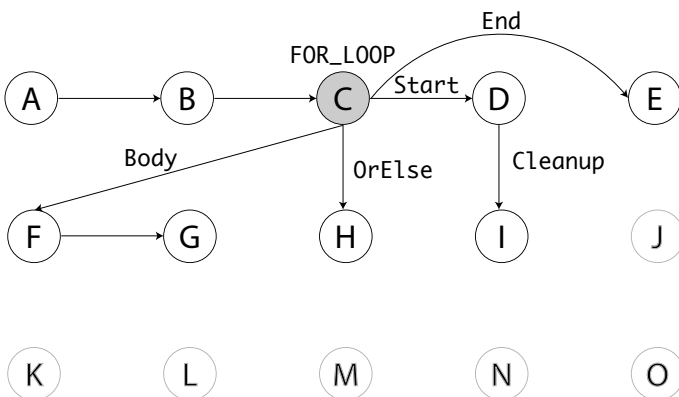 End
FOR_LOOP
A B C Start D E
Body
OrElse
Cleanup
F G H I J
K L M N O